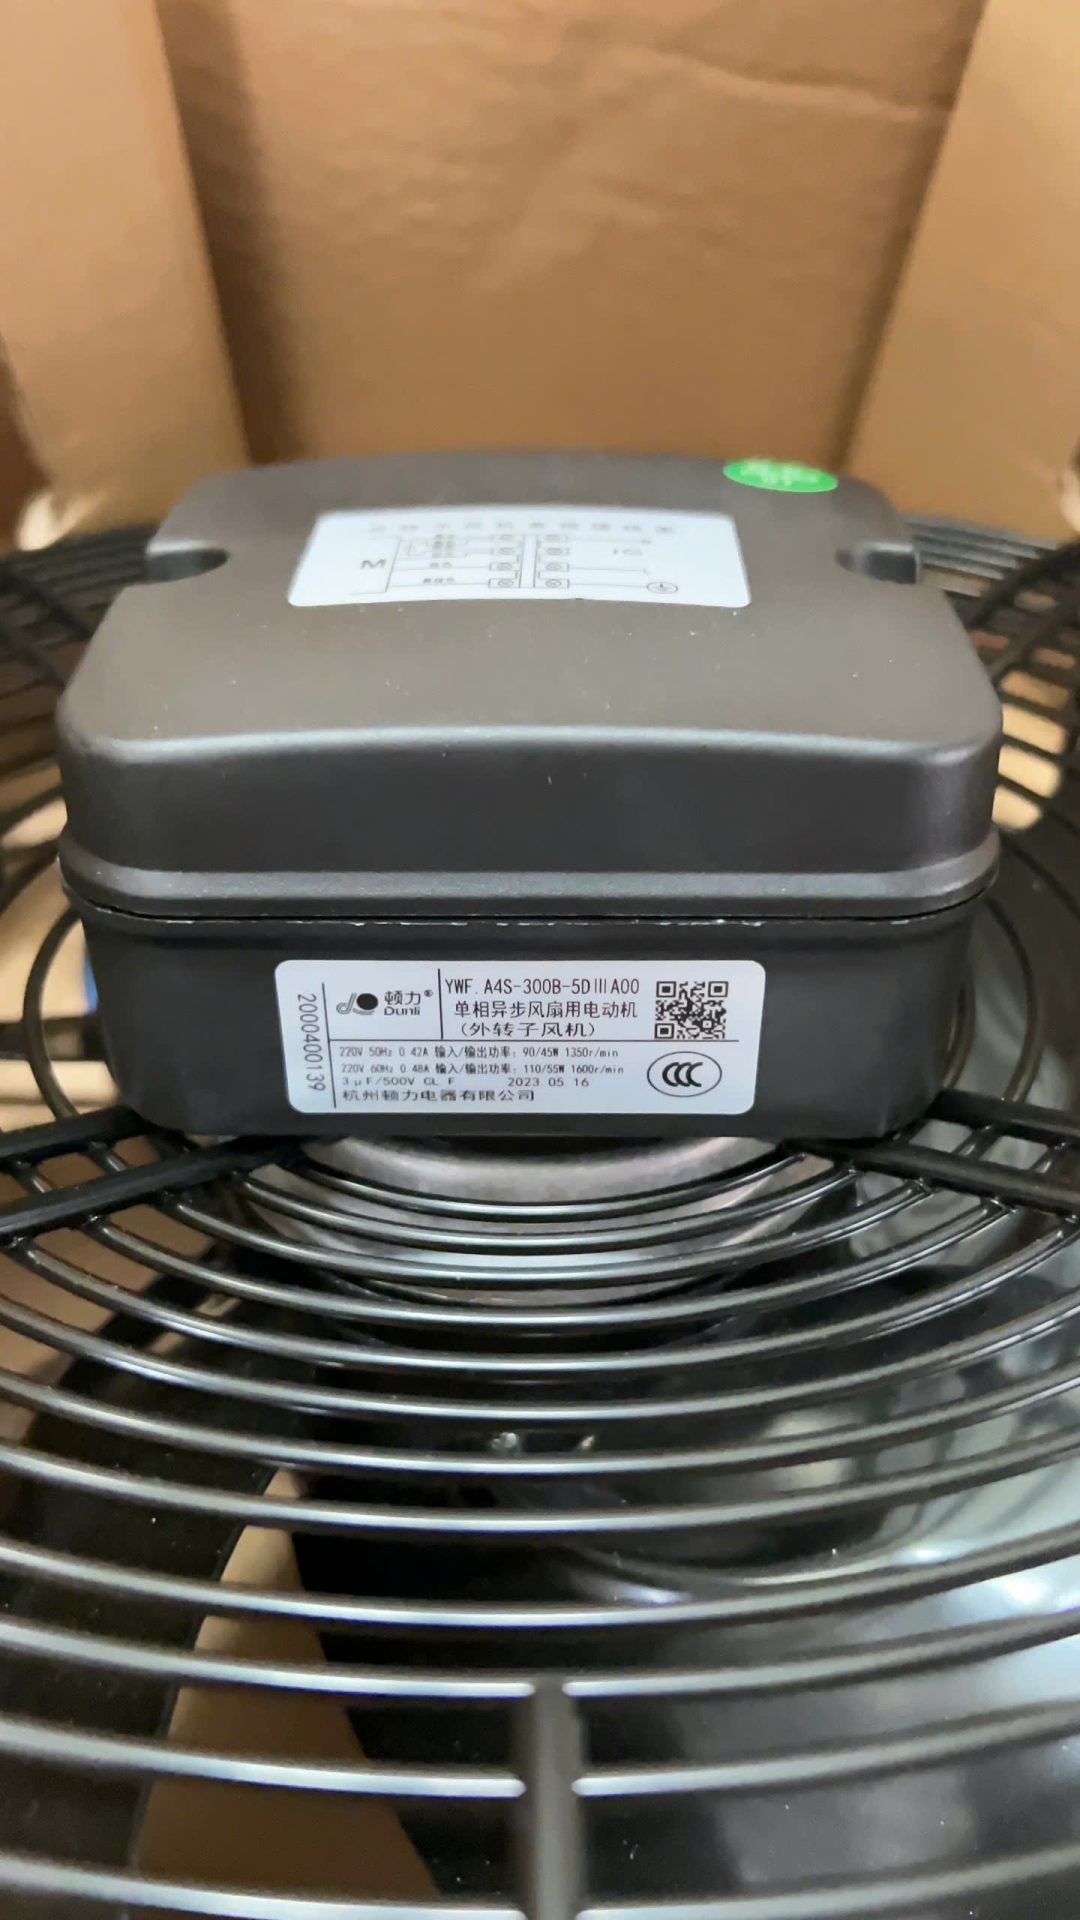 M
2000400139
顿力®
Dunli
YWF. A4S-300B-5DⅢA00
单相异步风扇用电动机
（外转子风机）
220V 50Hz 0 42A 输入/输出功率: 90/45W 1350r/min
220V 60Hz 0 48A 输入/输出功率: 110/55W 1600r/min
3μF/500V CL F 2023 05 16
杭州顿力电器有限公司
CCC